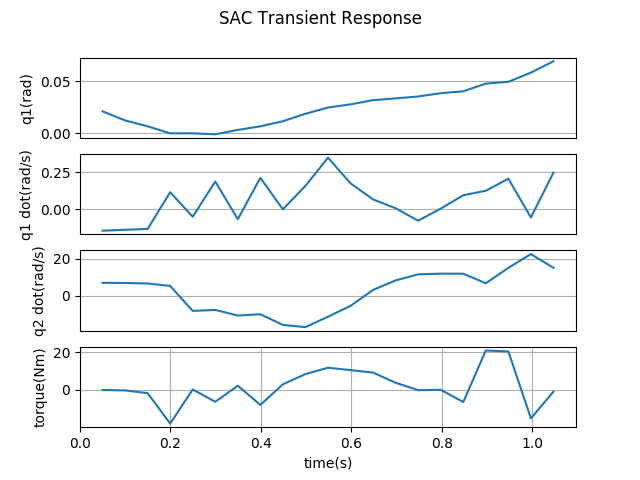 SAC Transient Response
0.05
0.00
q1(rad)
0.25
0.00
q1 dot(rad/s)
20
0
q2 dot(rad/s)
20
0
torque(Nm)
0.0 0.2 0.4 0.6 0.8 1.0
time(s)